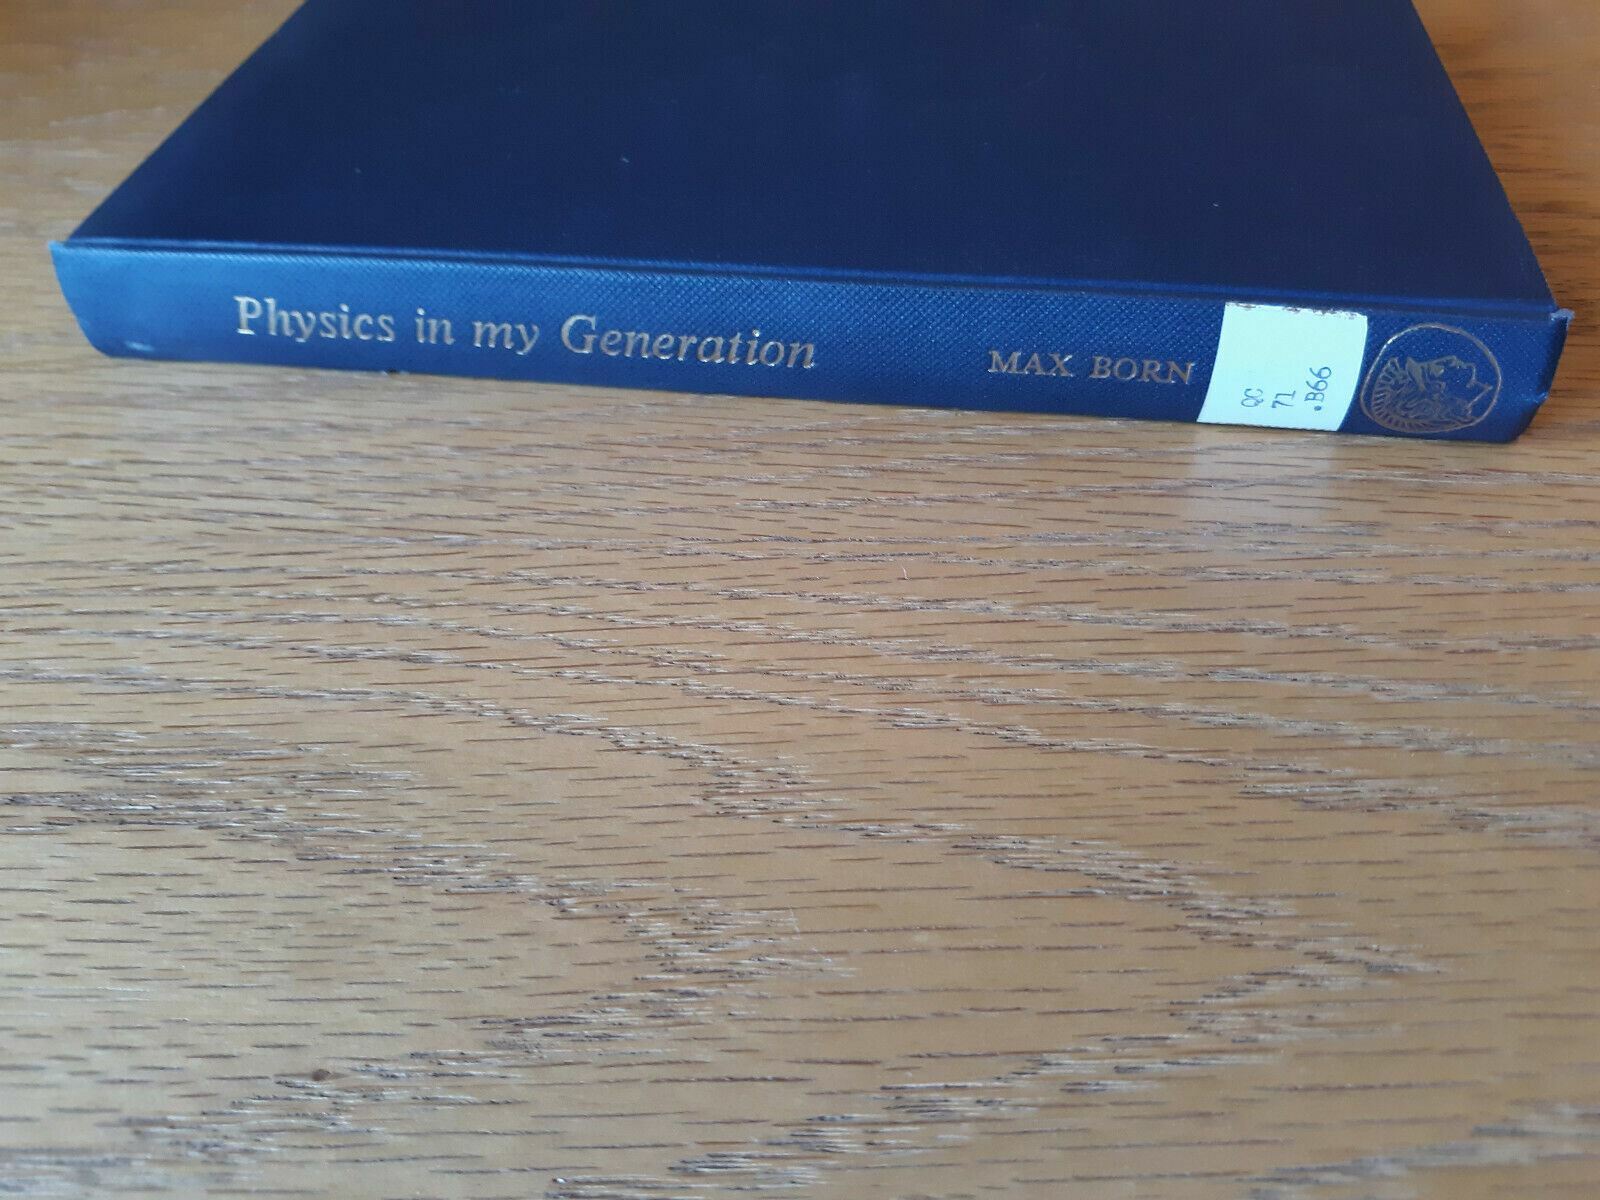 Physics in my Generation
MAX BORN
QC
71
.B66